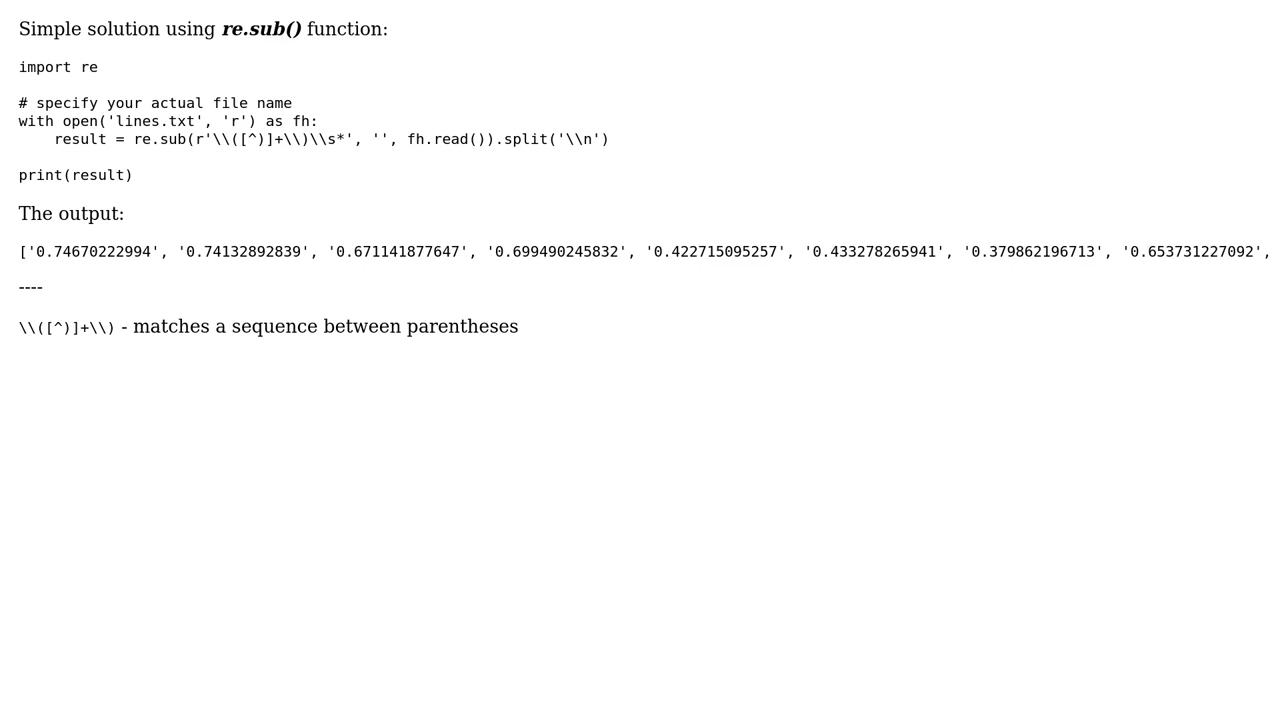 Simple solution using re.sub() function:
import re
# specify your actual file name
with open('lines.txt', 'r') as fh:
    result = re.sub(r'\\([^)]+\\)\\s*', '', fh.read()).split('\\n')
print(result)
The output:
['0.74670222994', '0.74132892839', '0.671141877647', '0.699490245832', '0.422715095257', '0.433278265941', '0.379862196713', '0.653731227092',
----
\\([^)]+\\) - matches a sequence between parentheses